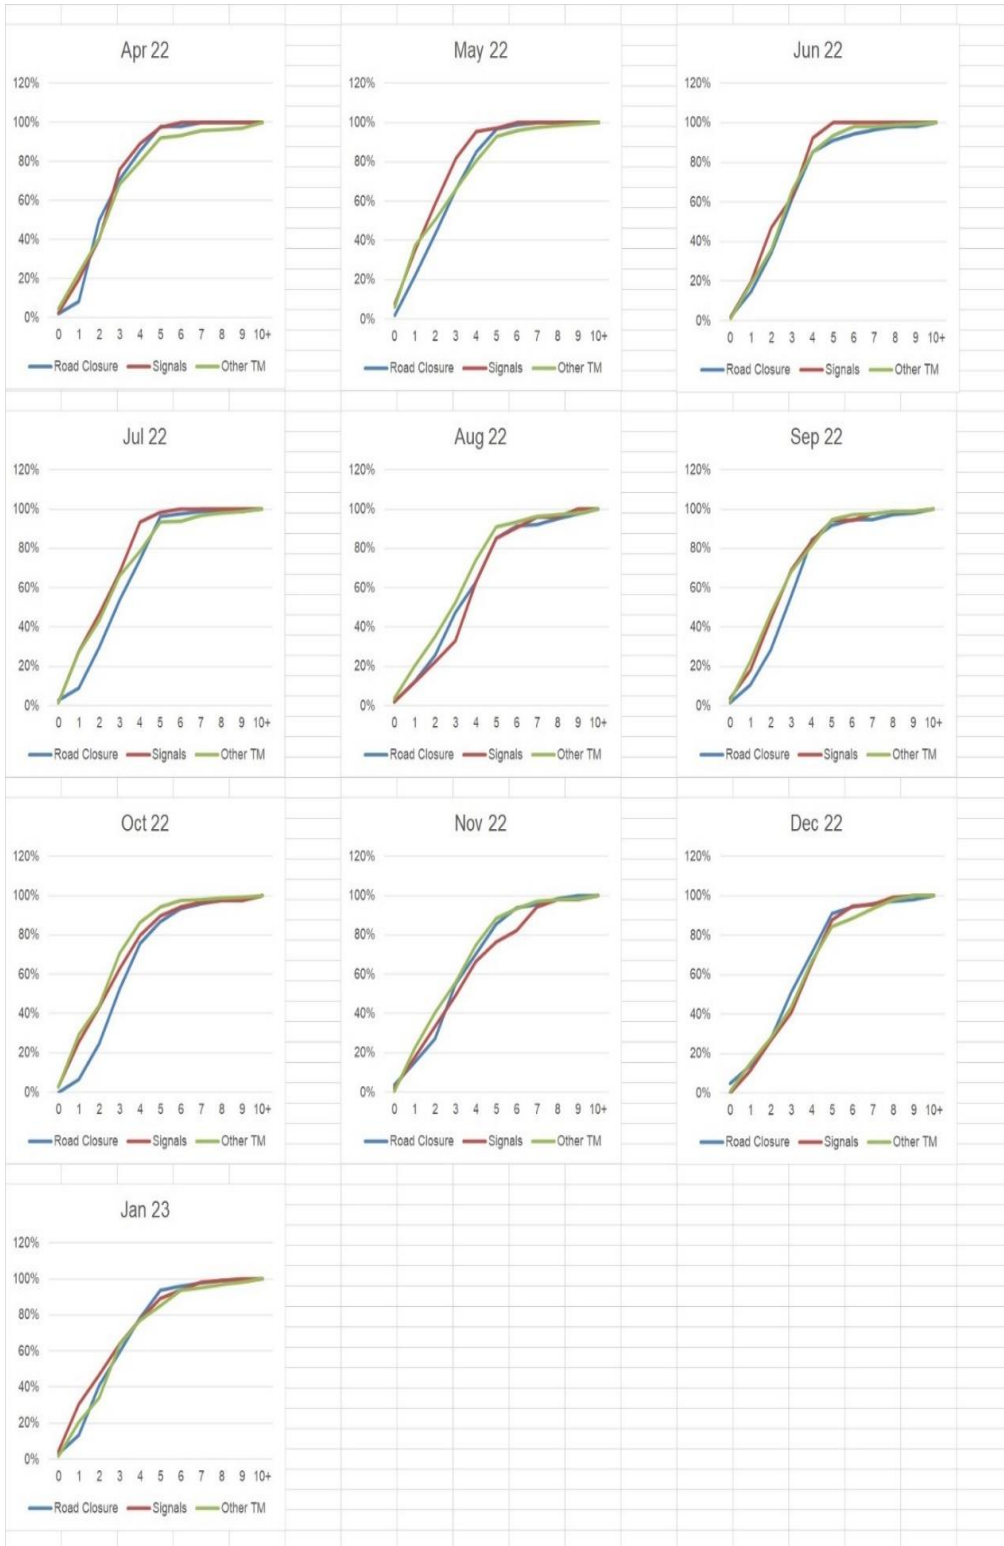 Apr 22
120%
100%
80%
60%
40%
20%
0%
0 1 2 3 4 5 6 7 8 9 10+
Road Closure Signals Other TM
May 22
120%
100%
80%
60%
40%
20%
0%
0 1 2 3 4 5 6 7 8 9 10+
Road Closure Signals Other TM
Jun 22
120%
100%
80%
60%
40%
20%
0%
0 1 2 3 4 5 6 7 8 9 10+
Road Closure Signals Other TM
Jul 22
120%
100%
80%
60%
40%
20%
0%
0 1 2 3 4 5 6 7 8 9 10+
Road Closure Signals Other TM
Aug 22
120%
100%
80%
60%
40%
20%
0%
0 1 2 3 4 5 6 7 8 9 10+
Road Closure Signals Other TM
Sep 22
120%
100%
80%
60%
40%
20%
0%
0 1 2 3 4 5 6 7 8 9 10+
Road Closure Signals Other TM
Oct 22
120%
100%
80%
60%
40%
20%
0%
0 1 2 3 4 5 6 7 8 9 10+
Road Closure Signals Other TM
Nov 22
120%
100%
80%
60%
40%
20%
0%
0 1 2 3 4 5 6 7 8 9 10+
Road Closure Signals Other TM
Dec 22
120%
100%
80%
60%
40%
20%
0%
0 1 2 3 4 5 6 7 8 9 10+
Road Closure Signals Other TM
Jan 23
120%
100%
80%
60%
40%
20%
0%
0 1 2 3 4 5 6 7 8 9 10+
Road Closure Signals Other TM